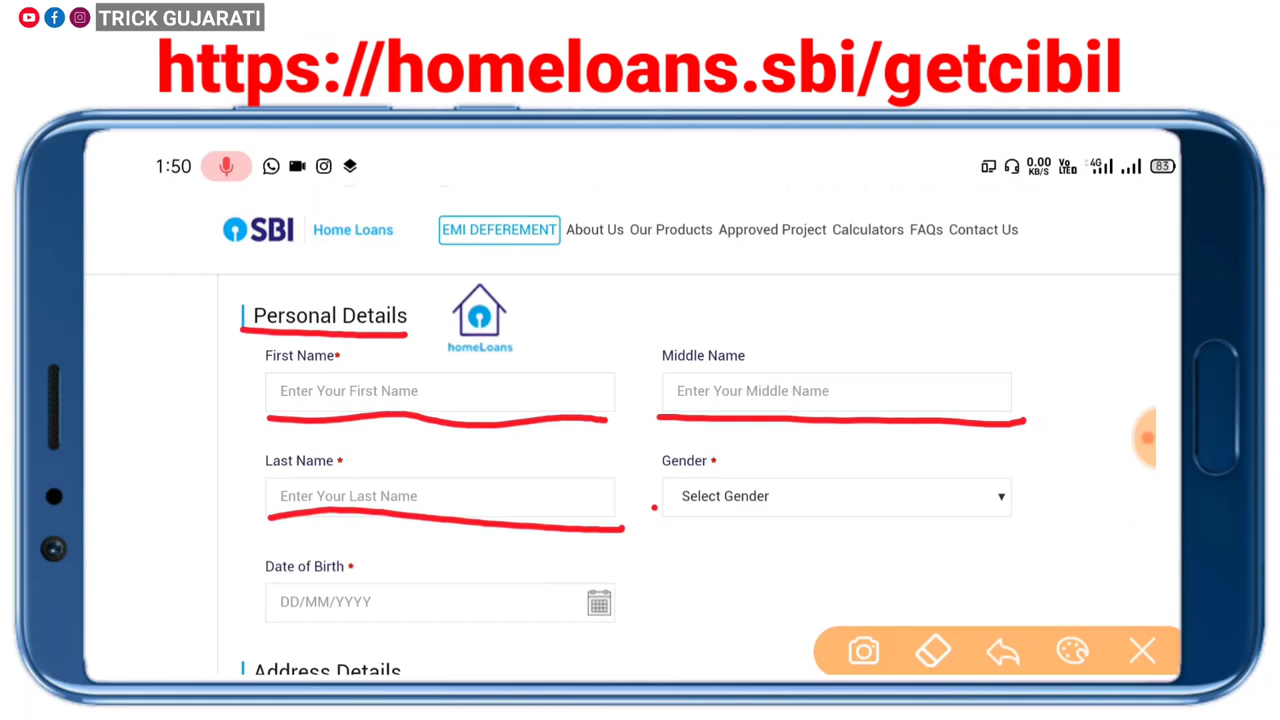 TRICK GUJARATI
https://homeloans.sbi/getcibil
1:50
0.00 KB/S Vo LTE 4G 83
SBI Home Loans EMI DEFEREMENT About Us Our Products Approved Project Calculators FAQs Contact Us
Personal Details
homeLoans
First Name* Middle Name
Enter Your First Name Enter Your Middle Name
Last Name * Gender *
Enter Your Last Name Select Gender
Date of Birth *
DD/MM/YYYY
Address Details